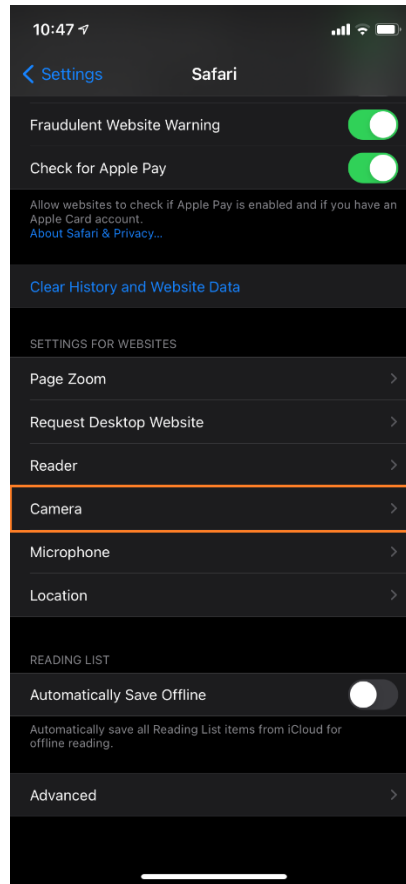 10:47
Settings
Safari
Fraudulent Website Warning
Check for Apple Pay
Allow websites to check if Apple Pay is enabled and if you have an
Apple Card account.
About Safari & Privacy...
Clear History and Website Data
SETTINGS FOR WEBSITES
Page Zoom
Request Desktop Website
Reader
Camera
Microphone
Location
READING LIST
Automatically Save Offline
Automatically save all Reading List items from iCloud for
offline reading.
Advanced